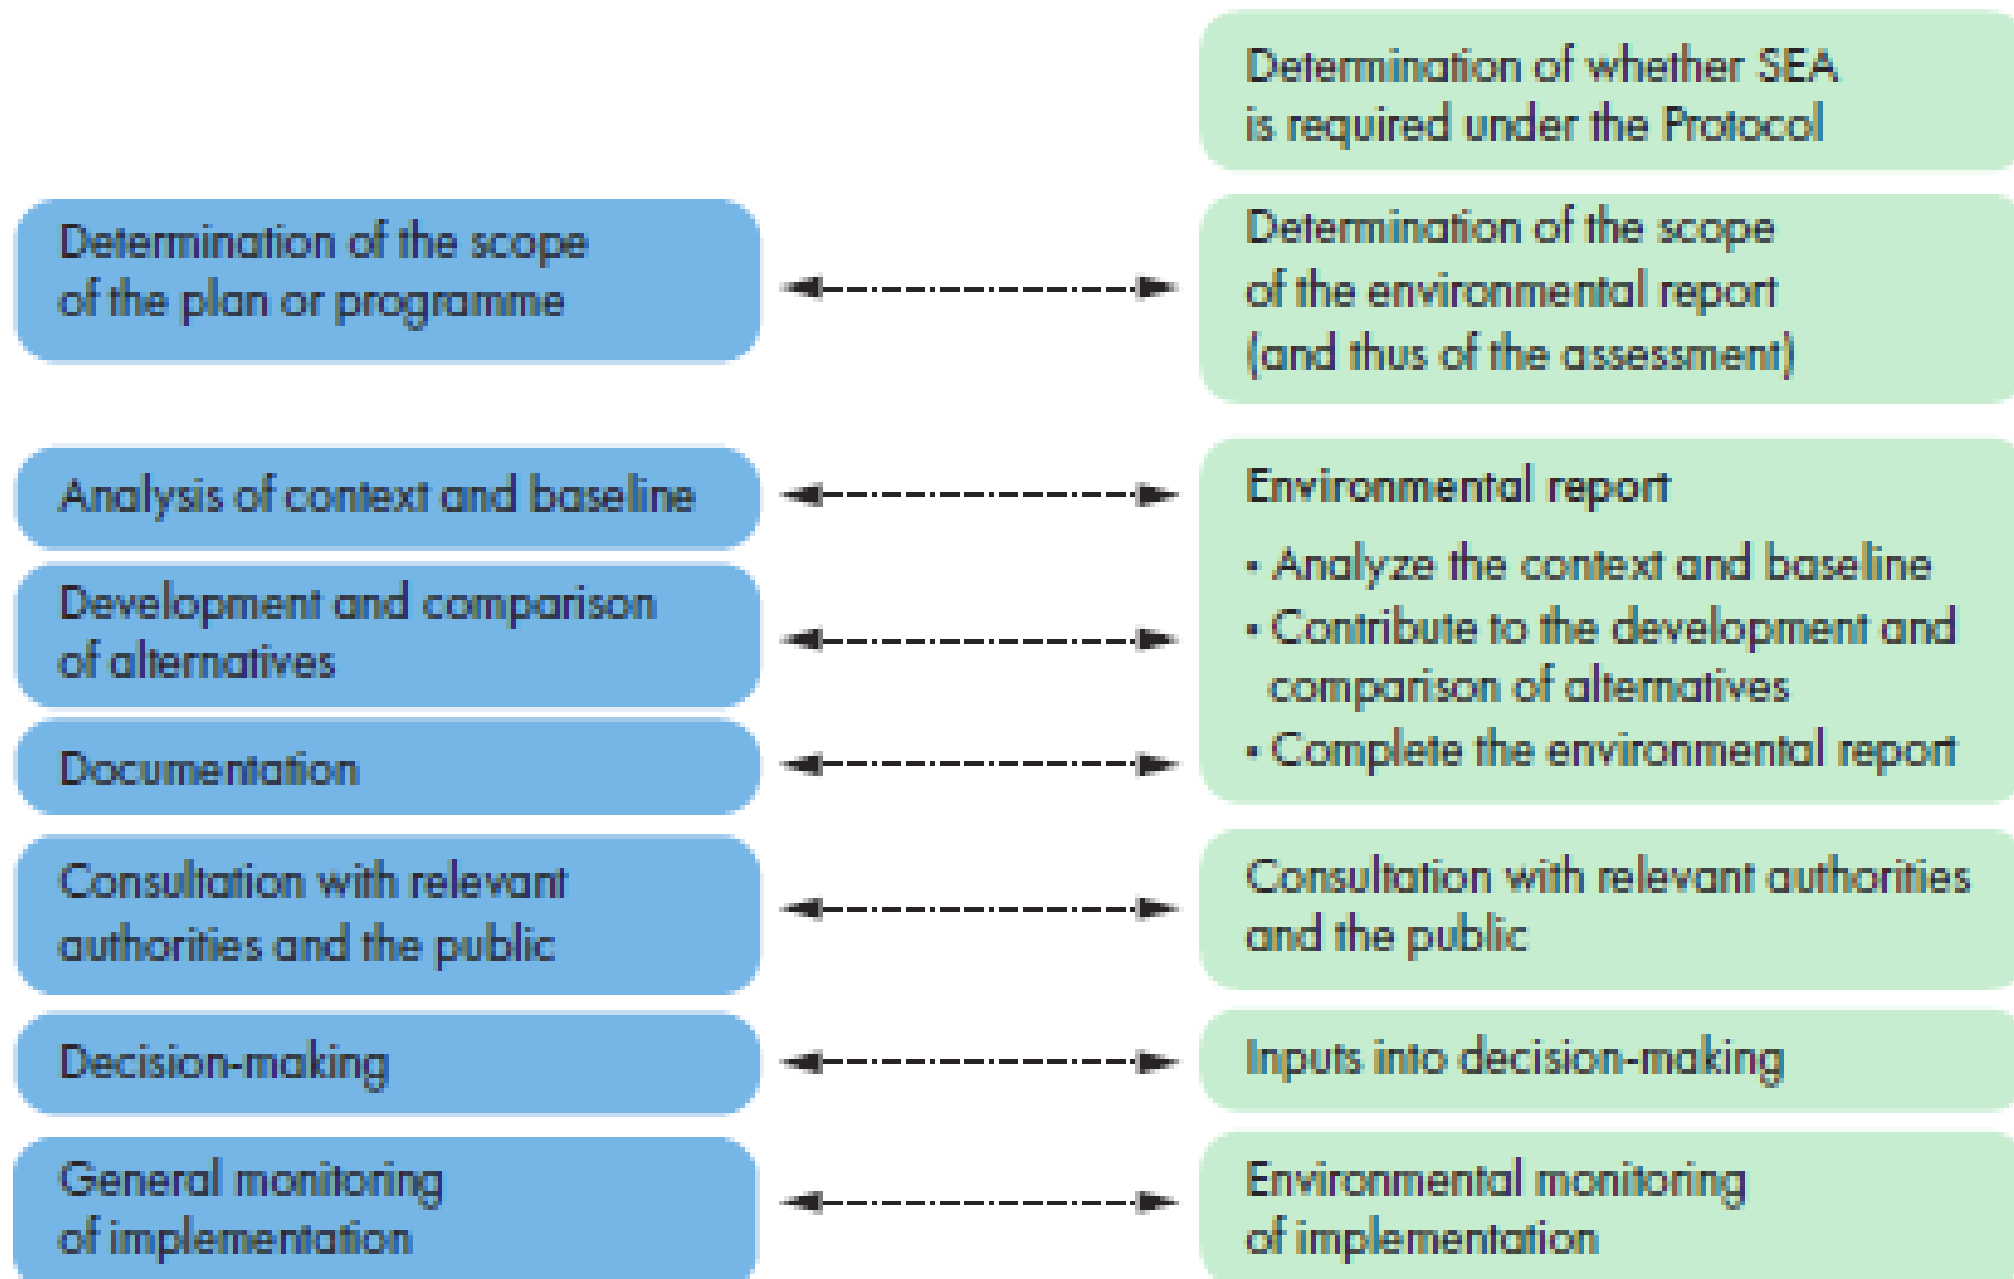 Determination of whether SEA
is required under the Protocol
Determination of the scope
of the plan or programme
Determination of the scope
of the environmental report
(and thus of the assessment)
Analysis of context and baseline
Development and comparison
of alternatives
Documentation
Environmental report
• Analyze the context and baseline
• Contribute to the development and
comparison of alternatives
• Complete the environmental report
Consultation with relevant
authorities and the public
Consultation with relevant authorities
and the public
Decision-making
Inputs into decision-making
General monitoring
of implementation
Environmental monitoring
of implementation